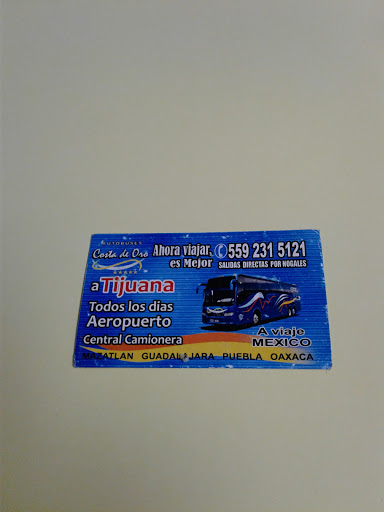 AUTOBUSES
Costa de Oro
Ahora viajar,
es Mejor
559 231 5121
SALIDAS DIRECTAS POR NOGALES
a Tijuana
Todos los dias
Aeropuerto
Central Camionera
A viaje
MEXICO
MAZATLAN GUADALAJARA PUEBLA OAXACA